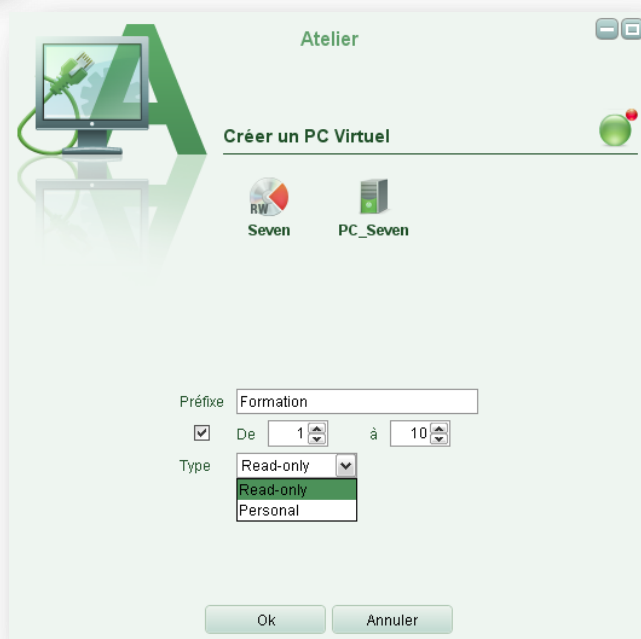 Atelier
A
Créer un PC Virtuel
RW
Seven PC_Seven
Préfixe Formation
De 1 à 10
Type Read-only
Read-only
Personal
Ok Annuler